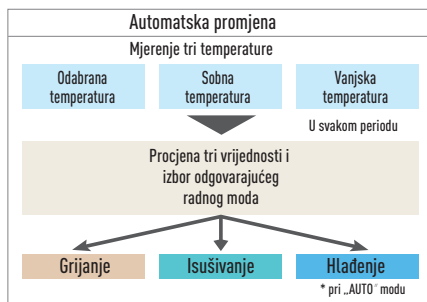 Automatska promjena
Mjerenje tri temperature
Odabrana temperatura
Sobna temperatura
Vanjska temperatura
U svakom periodu
Procjena tri vrijednosti i
izbor odgovarajućeg
radnog moda
Grijanje
Isušivanje
Hlađenje
* pri „AUTO“ modu